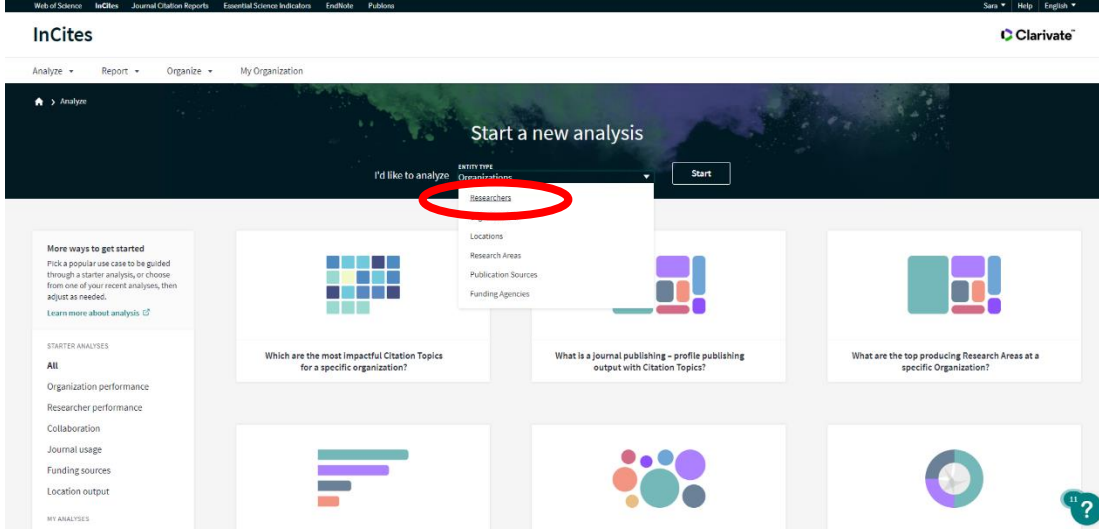 Web of Science InCites Journal Citation Reports Essential Science Indicators EndNote Publons Sara Help English
InCites
Clarivate™
Analyze Report Organize My Organization
Analyze
Start a new analysis
I'd like to analyze
ENTITY TYPE
Organizations
Start
Researchers
Locations
Research Areas
Publication Sources
Funding Agencies
More ways to get started
Pick a popular use case to be guided
through a starter analysis, or choose
from one of your recent analyses, then
adjust as needed.
Learn more about analysis
STARTER ANALYSES
All
Organization performance
Researcher performance
Collaboration
Journal usage
Funding sources
Location output
MY ANALYSES
Which are the most impactful Citation Topics
for a specific organization?
What is a journal publishing – profile publishing
output with Citation Topics?
What are the top producing Research Areas at a
specific Organization?
11
?